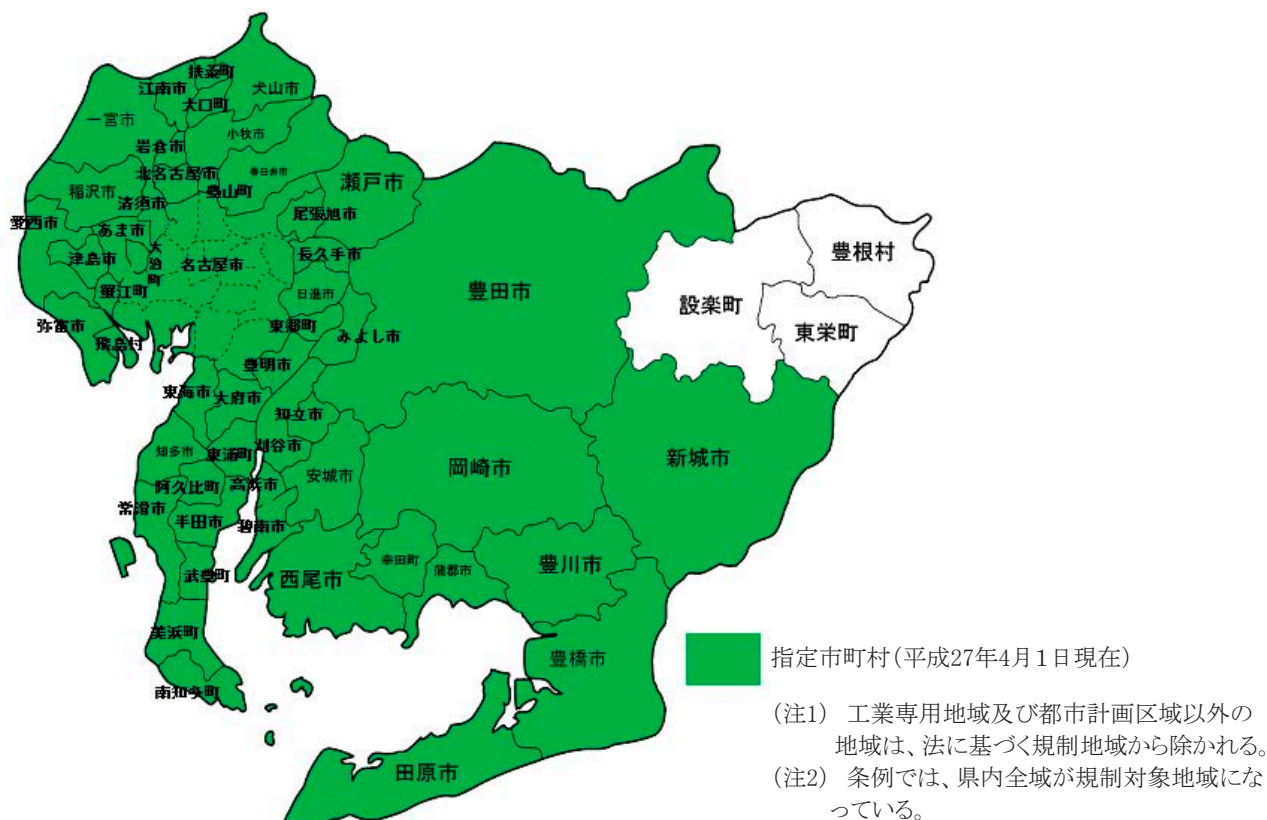 扶桑町
江南市
犬山市
大口町
一宮市
小牧市
岩倉市
北名古屋市
春日井市
瀬戸市
稲沢市
豊山町
清須市
尾張旭市
愛西市
あま市
大治町
長久手市
豊根村
津島市
名古屋市
豊田市
蟹江町
日進市
設楽町
弥富市
東郷町
みよし市
東栄町
飛島村
豊明市
東海市
大府市
知立市
知多市
東浦町
刈谷市
岡崎市
新城市
安城市
阿久比町
高浜市
常滑市
半田市
碧南市
幸田町
豊川市
蒲郡市
武豊町
西尾市
美浜町
豊橋市
指定市町村(平成27年4月1日現在)
南知多町
(注1) 工業専用地域及び都市計画区域以外の
地域は、法に基づく規制地域から除かれる。
田原市
(注2) 条例では、県内全域が規制対象地域にな
っている。